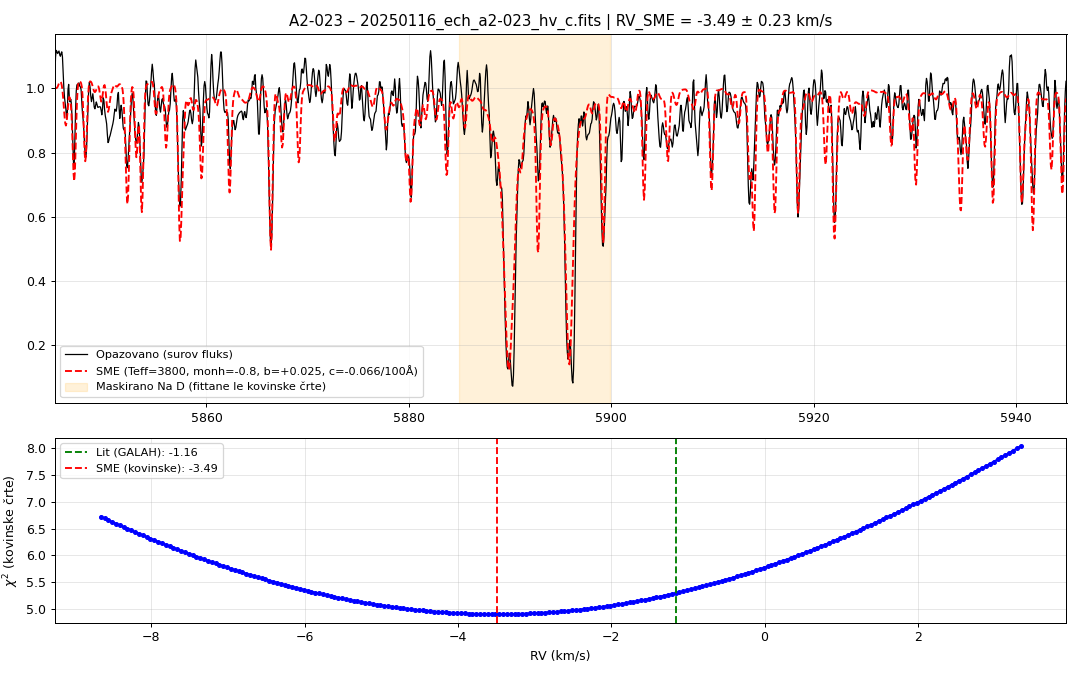 A2-023 – 20250116_ech_a2-023_hv_c.fits | RV_SME = -3.49 ± 0.23 km/s
1.0
0.8
0.6
0.4
0.2
Opazovano (surov fluks)
SME (Teff=3800, monh=-0.8, b=+0.025, c=-0.066/100Å)
Maskirano Na D (fittane le kovinske črte)
5860 5880 5900 5920 5940
χ² (kovinske črte)
8.0
7.5
7.0
6.5
6.0
5.5
5.0
Lit (GALAH): -1.16
SME (kovinske): -3.49
−8 −6 −4 −2 0 2
RV (km/s)